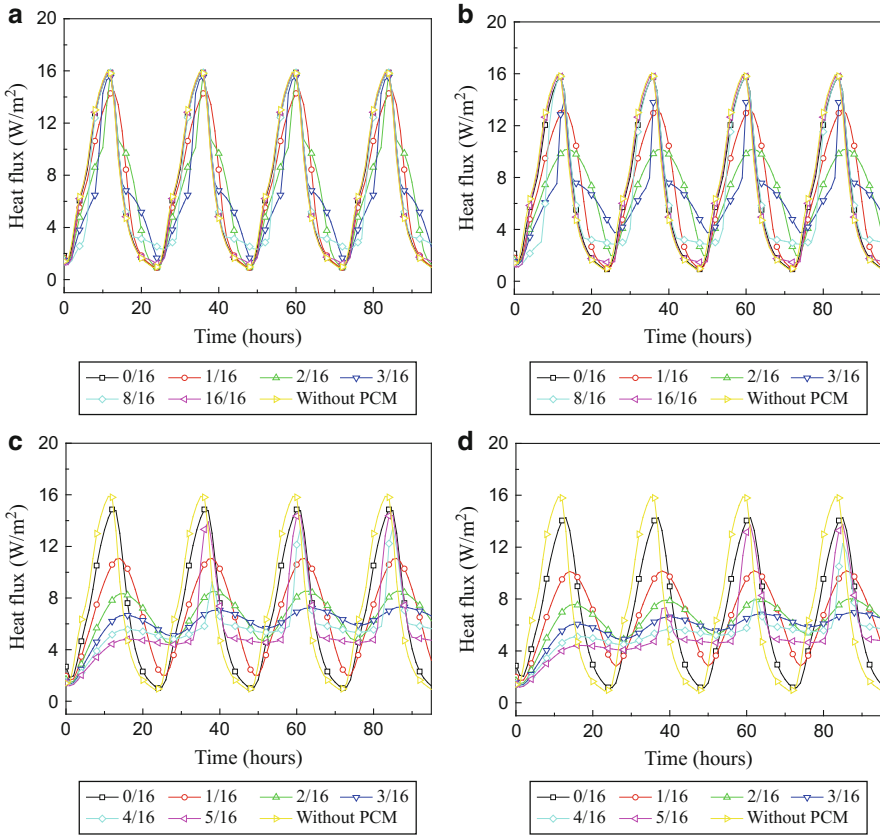 a
20
16
12
8
4
0
Heat flux (W/m²)
0 20 40 60 80
Time (hours)
0/16 1/16 2/16 3/16
8/16 16/16 Without PCM
b
20
16
12
8
4
0
Heat flux (W/m²)
0 20 40 60 80
Time (hours)
0/16 1/16 2/16 3/16
8/16 16/16 Without PCM
c
20
16
12
8
4
0
Heat flux (W/m²)
0 20 40 60 80
Time (hours)
0/16 1/16 2/16 3/16
4/16 5/16 Without PCM
d
20
16
12
8
4
0
Heat flux (W/m²)
0 20 40 60 80
Time (hours)
0/16 1/16 2/16 3/16
4/16 5/16 Without PCM